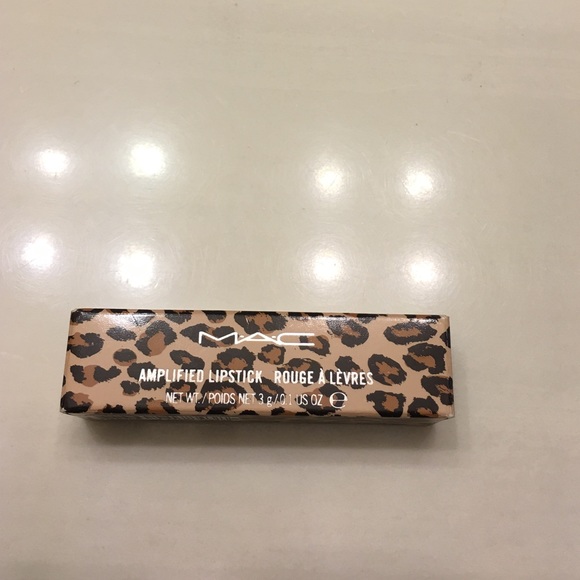 M·A·C
AMPLIFIED LIPSTICK ROUGE À LÈVRES
NET WT./POIDS NET 3 g/0.1 US OZ ℮